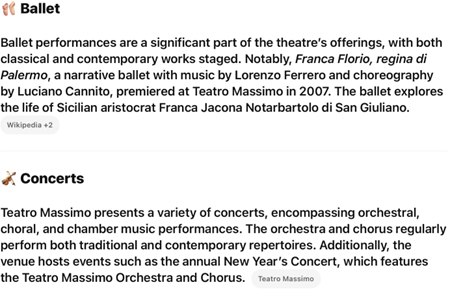 Ballet
Ballet performances are a significant part of the theatre's offerings, with both
classical and contemporary works staged. Notably, Franca Florio, regina di
Palermo, a narrative ballet with music by Lorenzo Ferrero and choreography
by Luciano Cannito, premiered at Teatro Massimo in 2007. The ballet explores
the life of Sicilian aristocrat Franca Jacona Notarbartolo di San Giuliano.
Wikipedia +2
Concerts
Teatro Massimo presents a variety of concerts, encompassing orchestral,
choral, and chamber music performances. The orchestra and chorus regularly
perform both traditional and contemporary repertoires. Additionally, the
venue hosts events such as the annual New Year's Concert, which features
the Teatro Massimo Orchestra and Chorus. Teatro Massimo